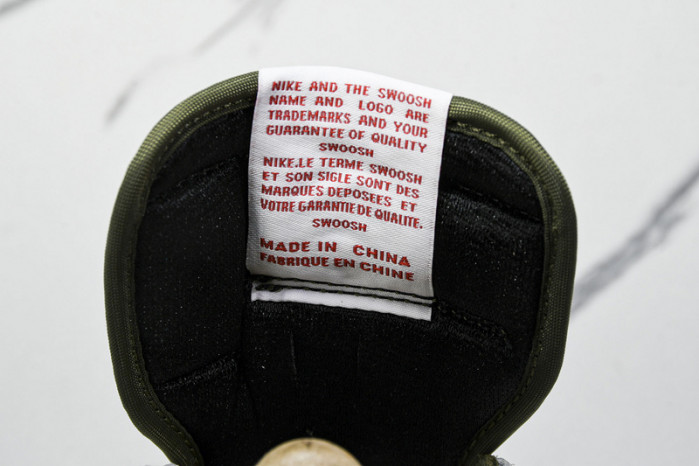 NIKE AND THE SWOOSH
NAME AND LOGO ARE
TRADEMARKS AND YOUR
GUARANTEE OF QUALITY
SWOOSH
NIKE.LE TERME SWOOSH
ET SON SIGLE SONT DES
MARQUES DEPOSEES ET
VOTRE GARANTIE DE QUALITE.
SWOOSH
MADE IN CHINA
FABRIQUE EN CHINE